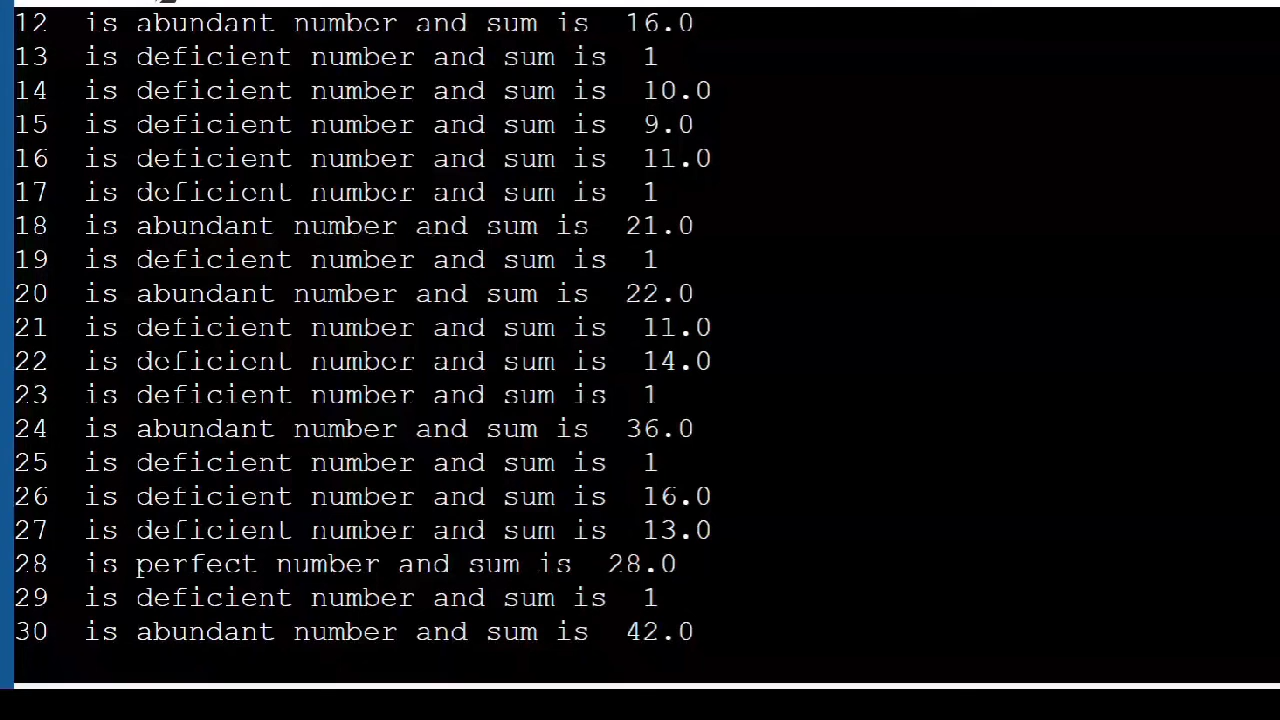 12  is abundant number and sum is  16.0
13  is deficient number and sum is  1
14  is deficient number and sum is  10.0
15  is deficient number and sum is  9.0
16  is deficient number and sum is  11.0
17  is deficient number and sum is  1
18  is abundant number and sum is  21.0
19  is deficient number and sum is  1
20  is abundant number and sum is  22.0
21  is deficient number and sum is  11.0
22  is deficient number and sum is  14.0
23  is deficient number and sum is  1
24  is abundant number and sum is  36.0
25  is deficient number and sum is  1
26  is deficient number and sum is  16.0
27  is deficient number and sum is  13.0
28  is perfect number and sum is  28.0
29  is deficient number and sum is  1
30  is abundant number and sum is  42.0